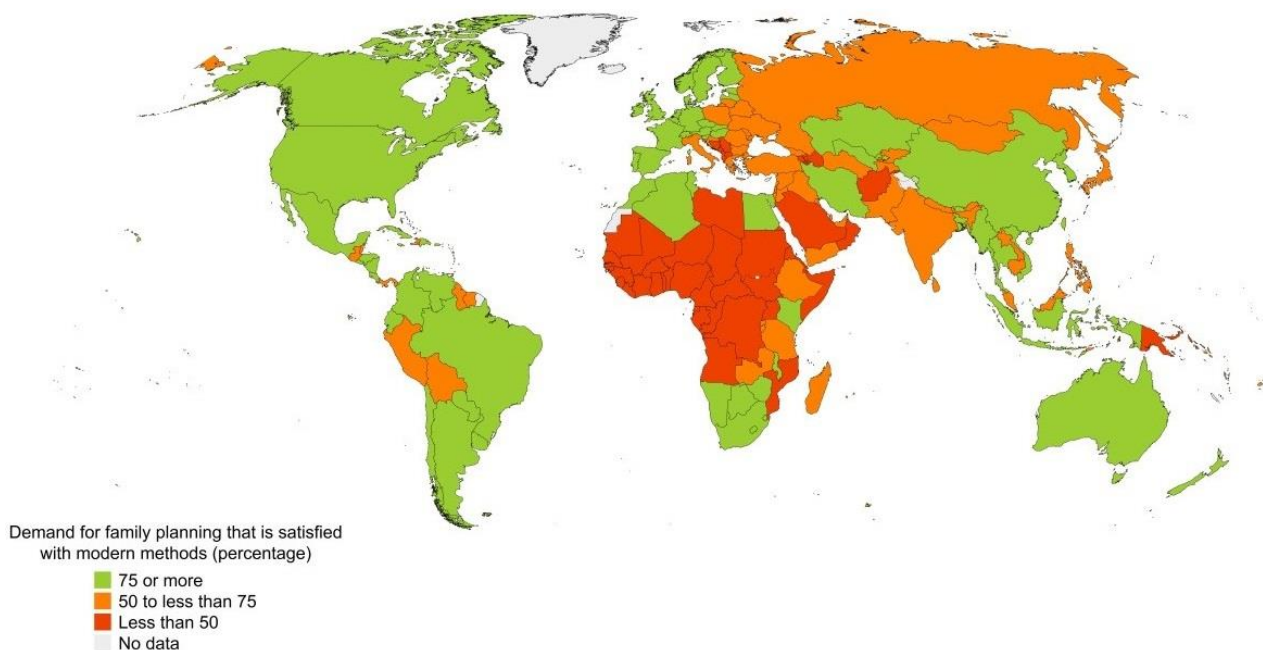 Demand for family planning that is satisfied
with modern methods (percentage)
75 or more
50 to less than 75
Less than 50
No data